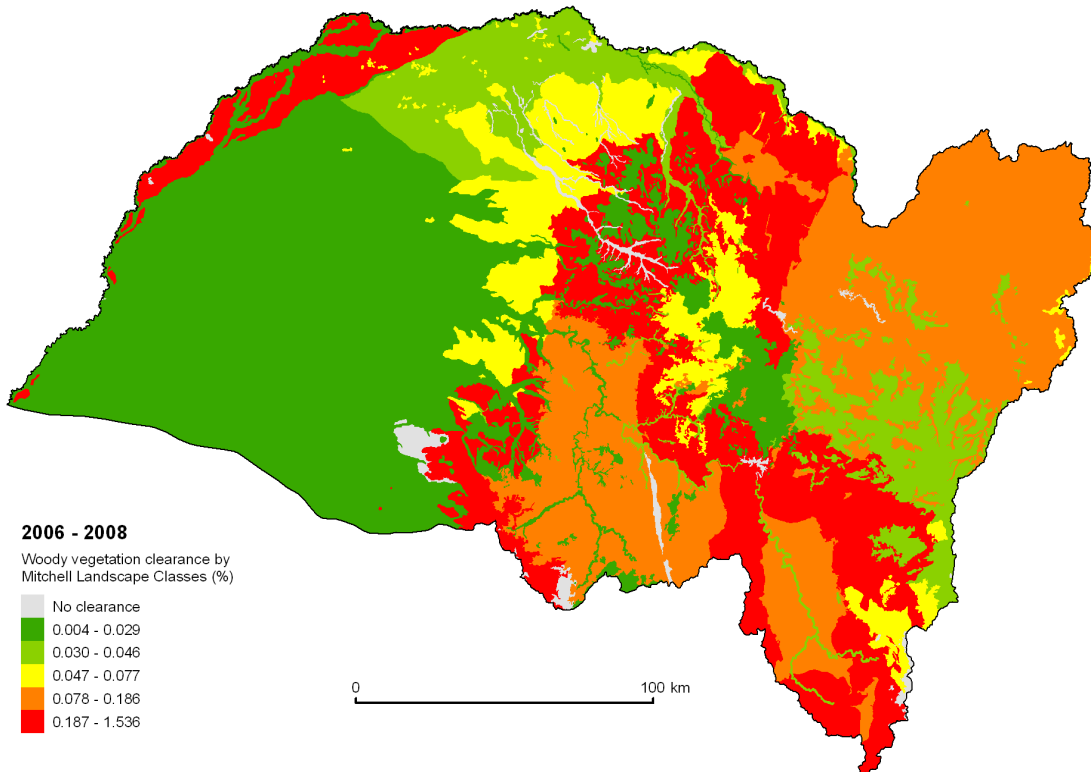 2006 - 2008
Woody vegetation clearance by
Mitchell Landscape Classes (%)
No clearance
0.004 - 0.029
0.030 - 0.046
0.047 - 0.077
0.078 - 0.186
0.187 - 1.536
0 100 km